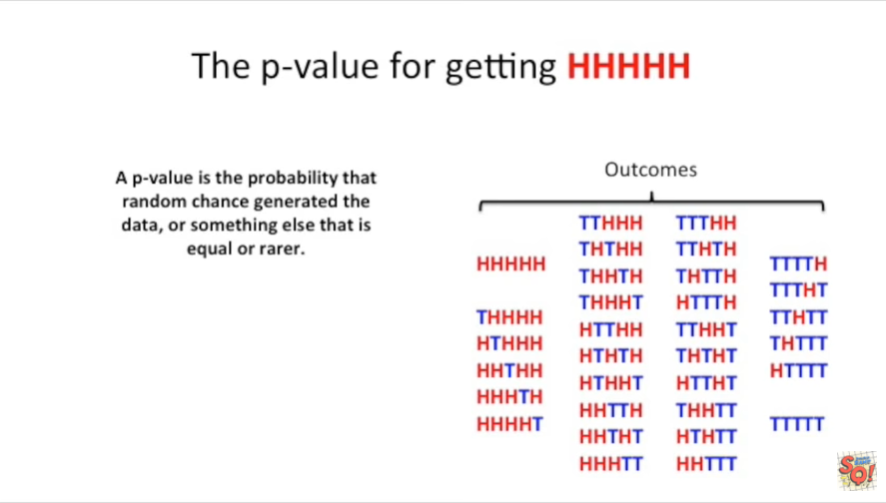 The p-value for getting HHHHH
A p-value is the probability that
random chance generated the
data, or something else that is
equal or rarer.
Outcomes
HHHHH
THHHH
HTHHH
HHTHH
HHHTH
HHHHT
TTHHH
THTHH
THHTH
THHHT
HTTHH
HTHTH
HTHHT
HHTTH
HHTHT
HHHTT
TTTHH
TTHTH
THTTH
HTTTH
TTHHT
THTHT
HTTHT
THHTT
HTHTT
HHTTT
TTTTH
TTTHT
TTHTT
THTTT
HTTTT
TTTTT
SQ!